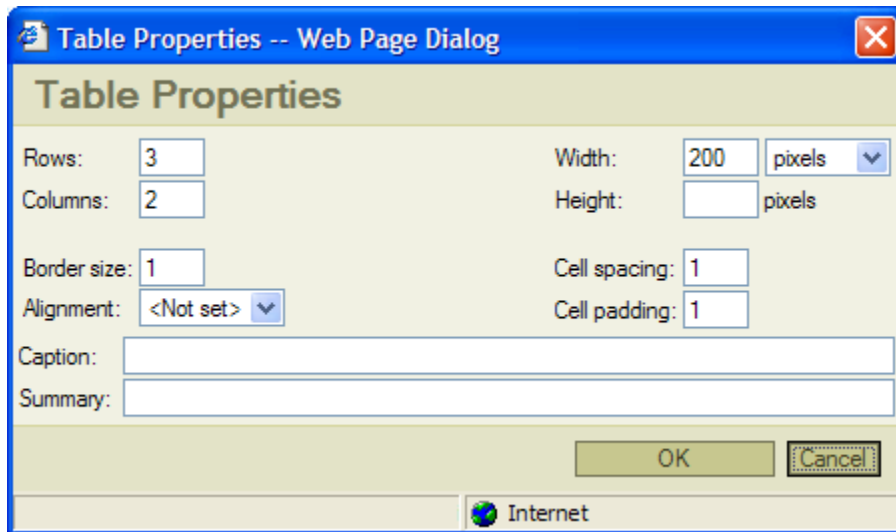 Table Properties -- Web Page Dialog
Table Properties
Rows: 3 Width: 200 pixels
Columns: 2 Height: pixels
Border size: 1 Cell spacing: 1
Alignment: <Not set> Cell padding: 1
Caption:
Summary:
OK Cancel
Internet